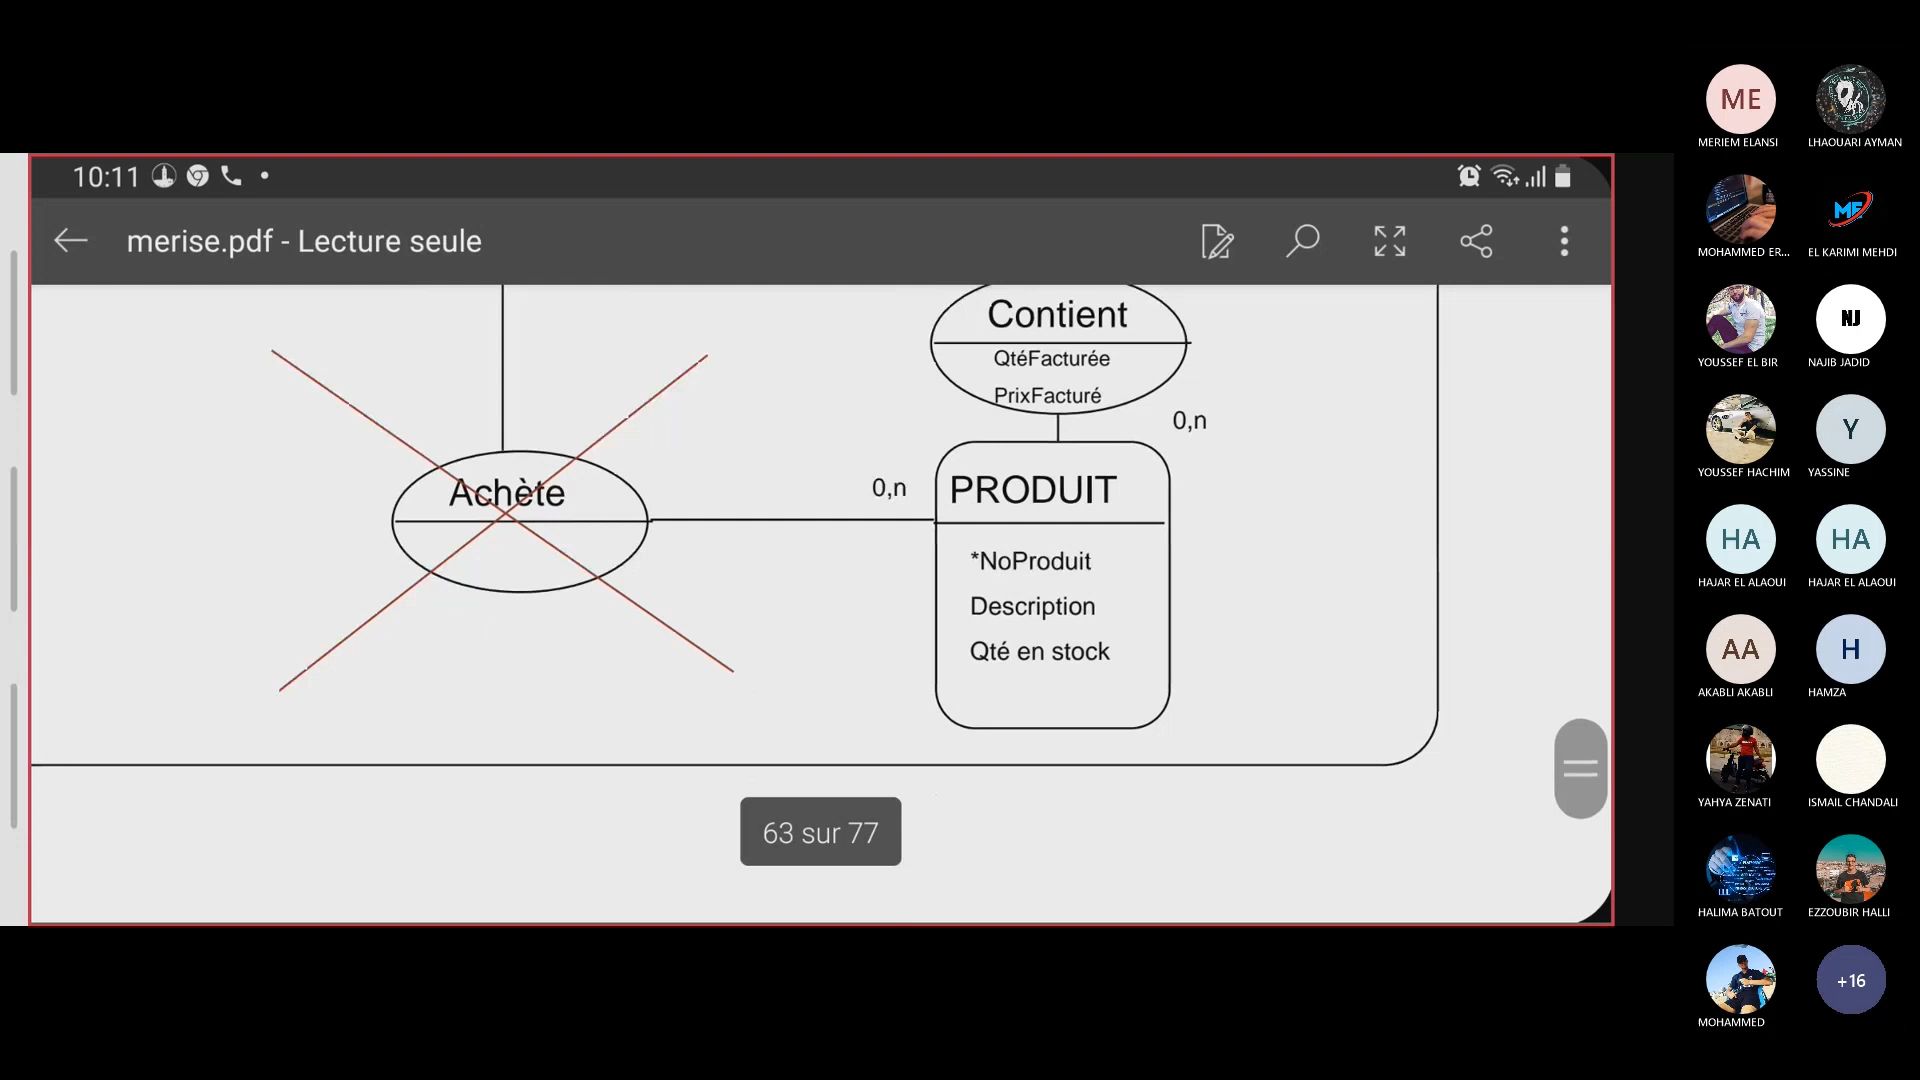 10:11
merise.pdf - Lecture seule
Contient
QtéFacturée
PrixFacturé
0,n
Achète
0,n
PRODUIT
*NoProduit
Description
Qté en stock
63 sur 77
ME
MERIEM ELANSI
LHAOUARI AYMAN
MOHAMMED ER...
ME
EL KARIMI MEHDI
YOUSSEF EL BIR
NJ
NAJIB JADID
YOUSSEF HACHIM
Y
YASSINE
HA
HAJAR EL ALAOUI
HA
HAJAR EL ALAOUI
AA
AKABLI AKABLI
H
HAMZA
YAHYA ZENATI
ISMAIL CHANDALI
HALIMA BATOUT
EZZOUBIR HALLI
MOHAMMED
+16